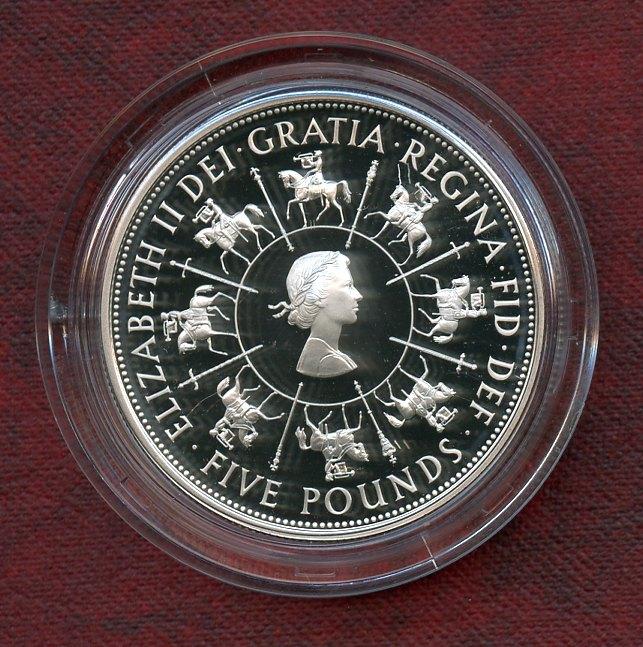 ELIZABETH II DEI · GRATIA · REGINA · FID · DEF ·
FIVE POUNDS ·